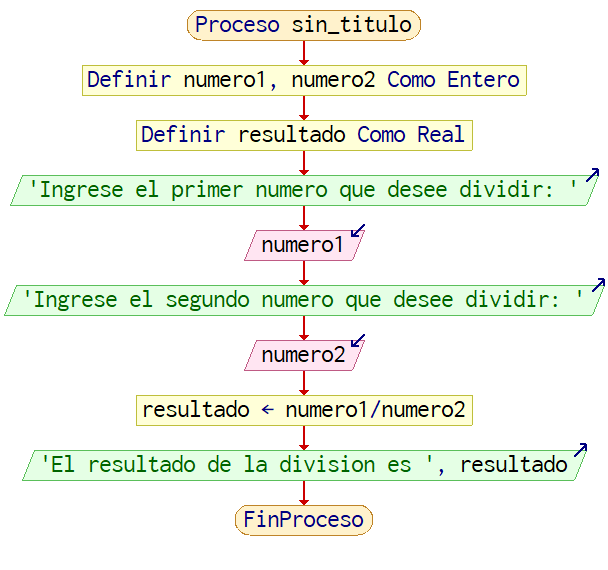 Proceso sin_titulo
Definir numero1, numero2 Como Entero
Definir resultado Como Real
'Ingrese el primer numero que desee dividir: '
numero1
'Ingrese el segundo numero que desee dividir: '
numero2
resultado ← numero1/numero2
'El resultado de la division es ', resultado
FinProceso